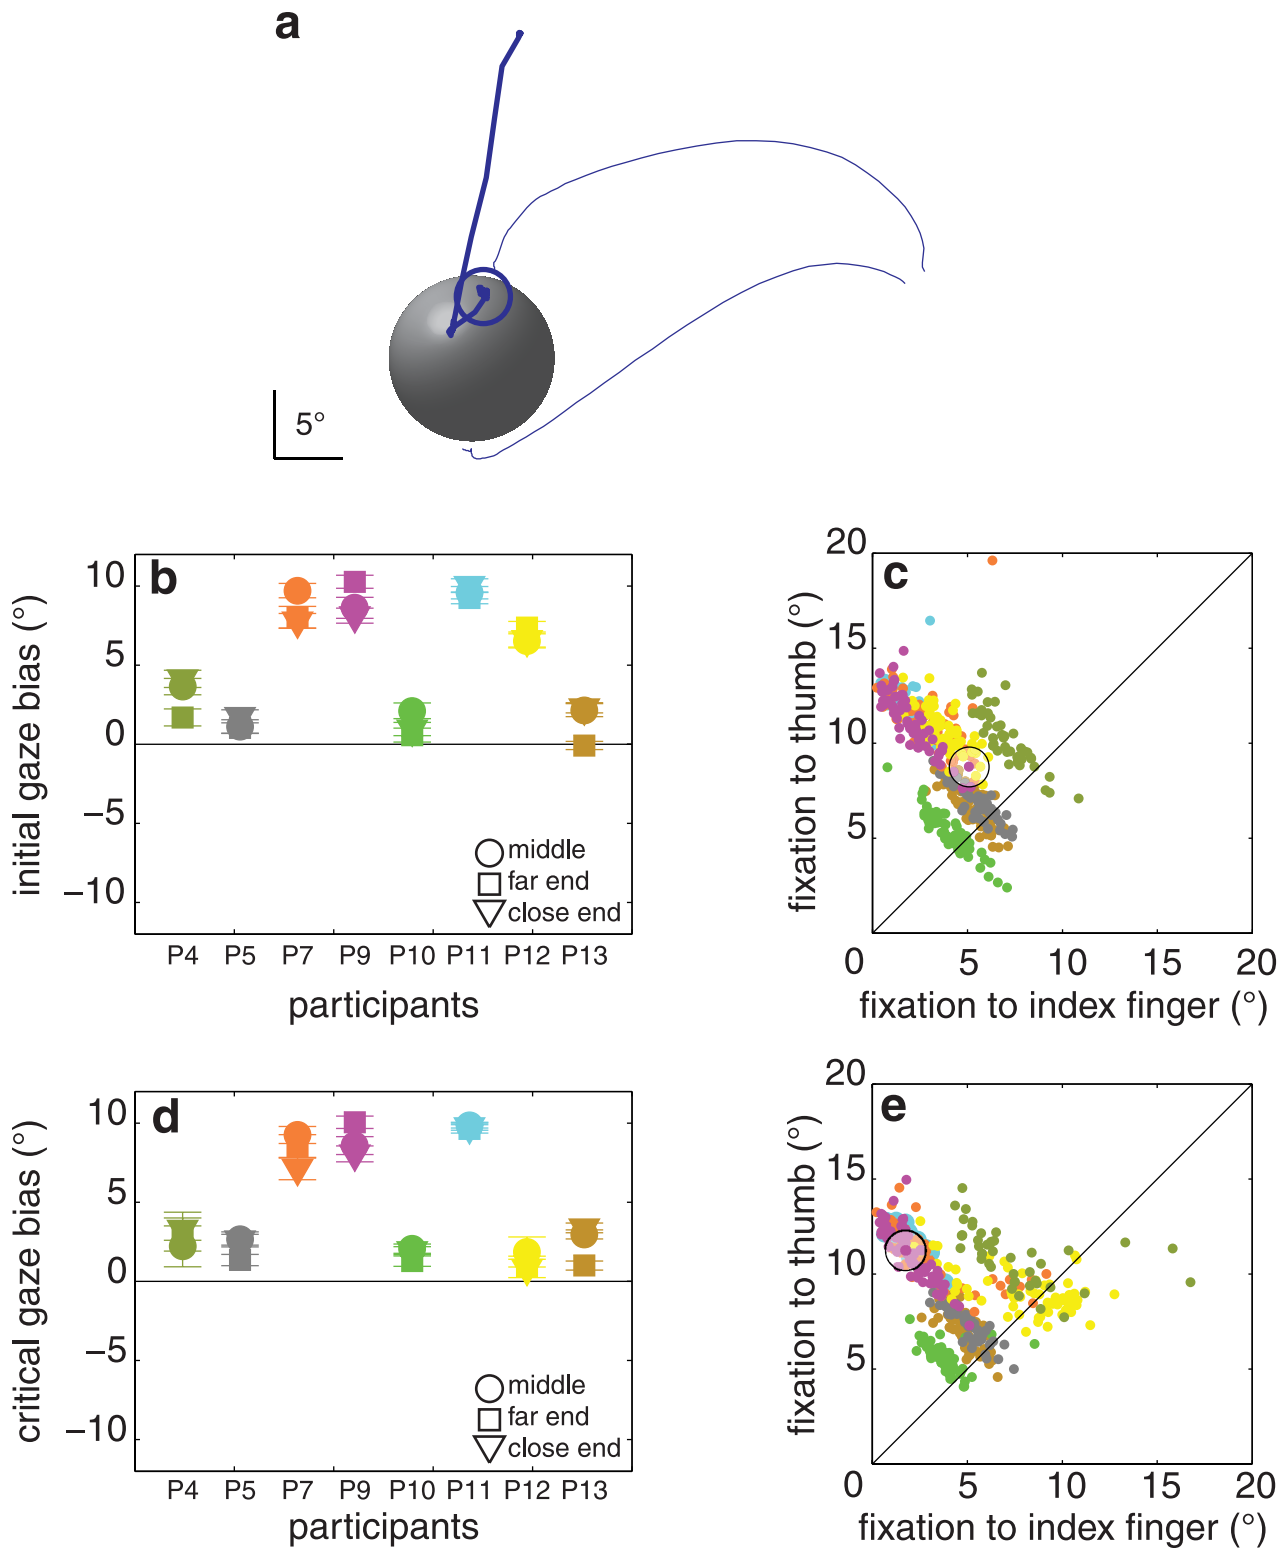 a
5°
b
initial gaze bias (°)
10
5
0
−5
−10
middle
far end
close end
P4 P5 P7 P9 P10 P11 P12 P13
participants
c
fixation to thumb (°)
20
15
10
5
0 5 10 15 20
fixation to index finger (°)
d
critical gaze bias (°)
10
5
0
−5
−10
middle
far end
close end
P4 P5 P7 P9 P10 P11 P12 P13
participants
e
fixation to thumb (°)
20
15
10
5
0 5 10 15 20
fixation to index finger (°)